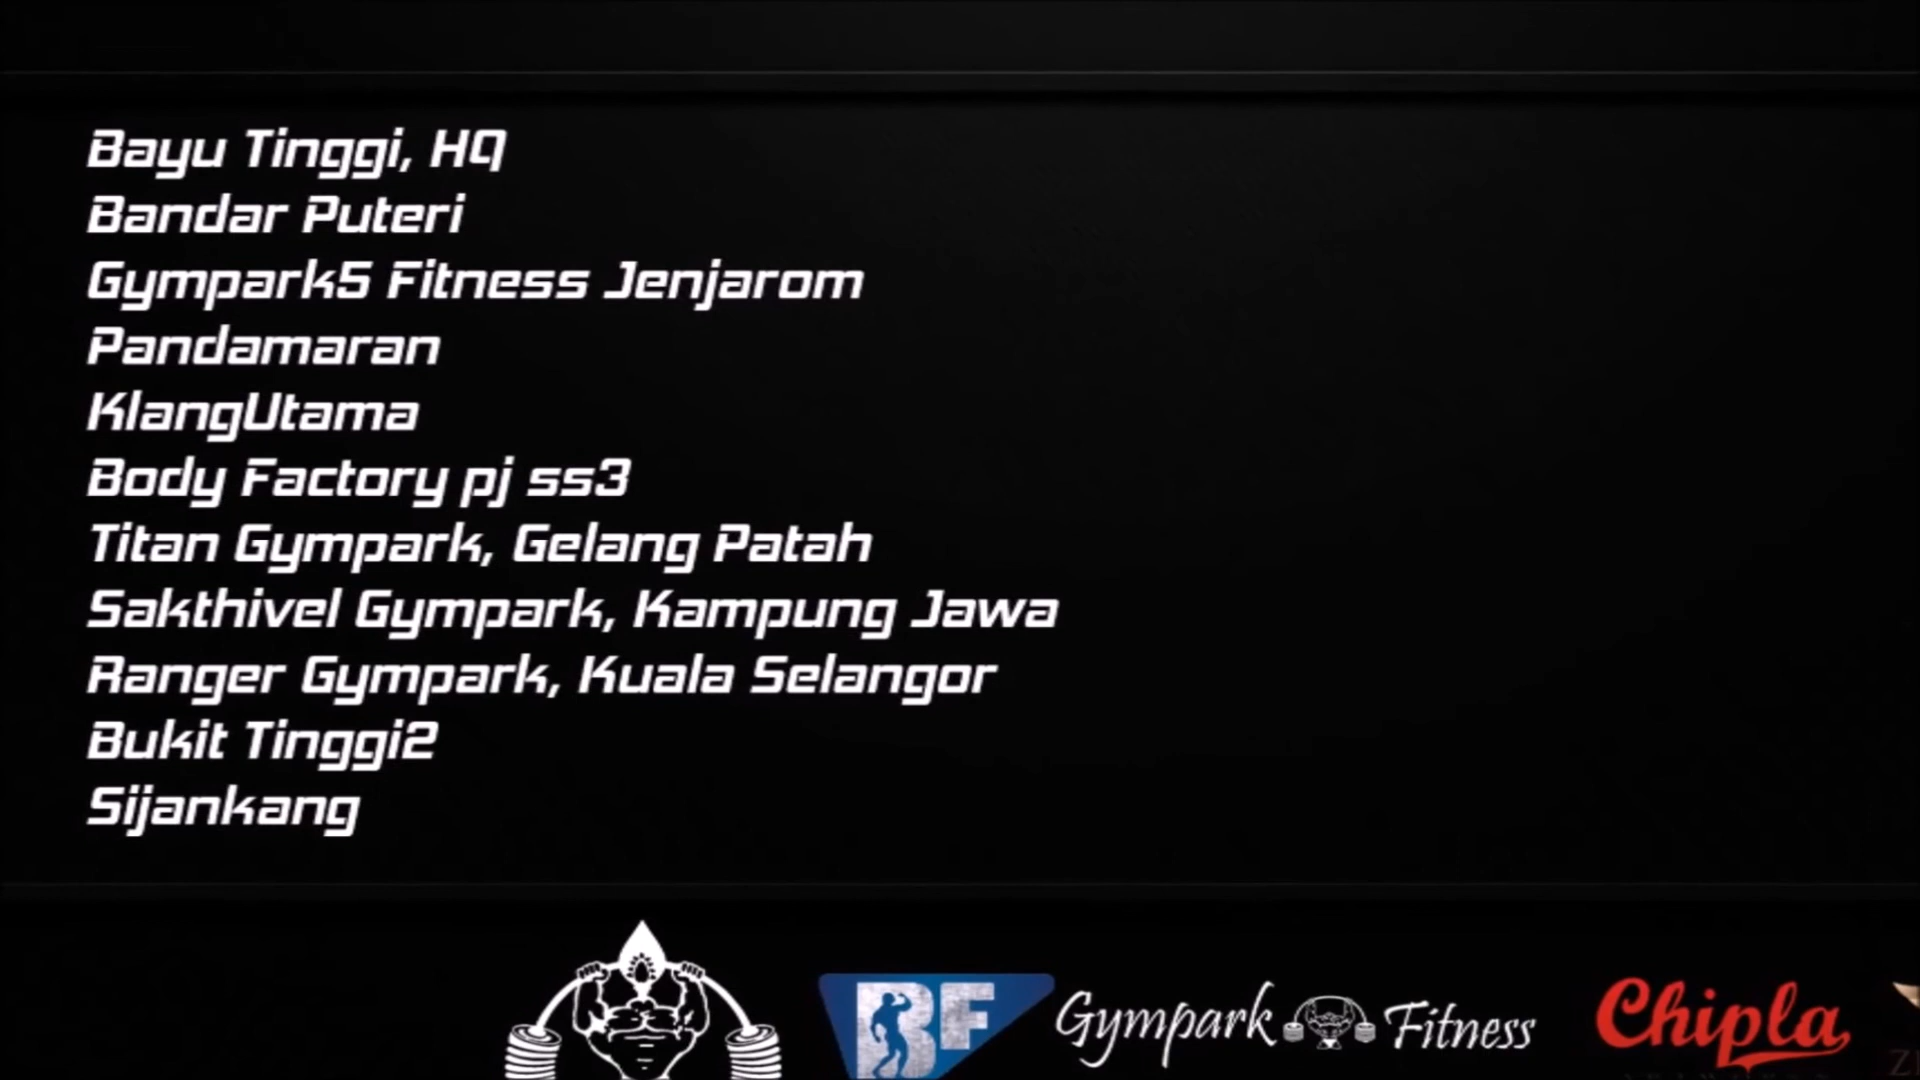 Bayu Tinggi, HQ
Bandar Puteri
Gympark5 Fitness Jenjarom
Pandamaran
KlangUtama
Body Factory pj ss3
Titan Gympark, Gelang Patah
Sakthivel Gympark, Kampung Jawa
Ranger Gympark, Kuala Selangor
Bukit Tinggi2
Sijankang
BF
Gympark Fitness
Chipla